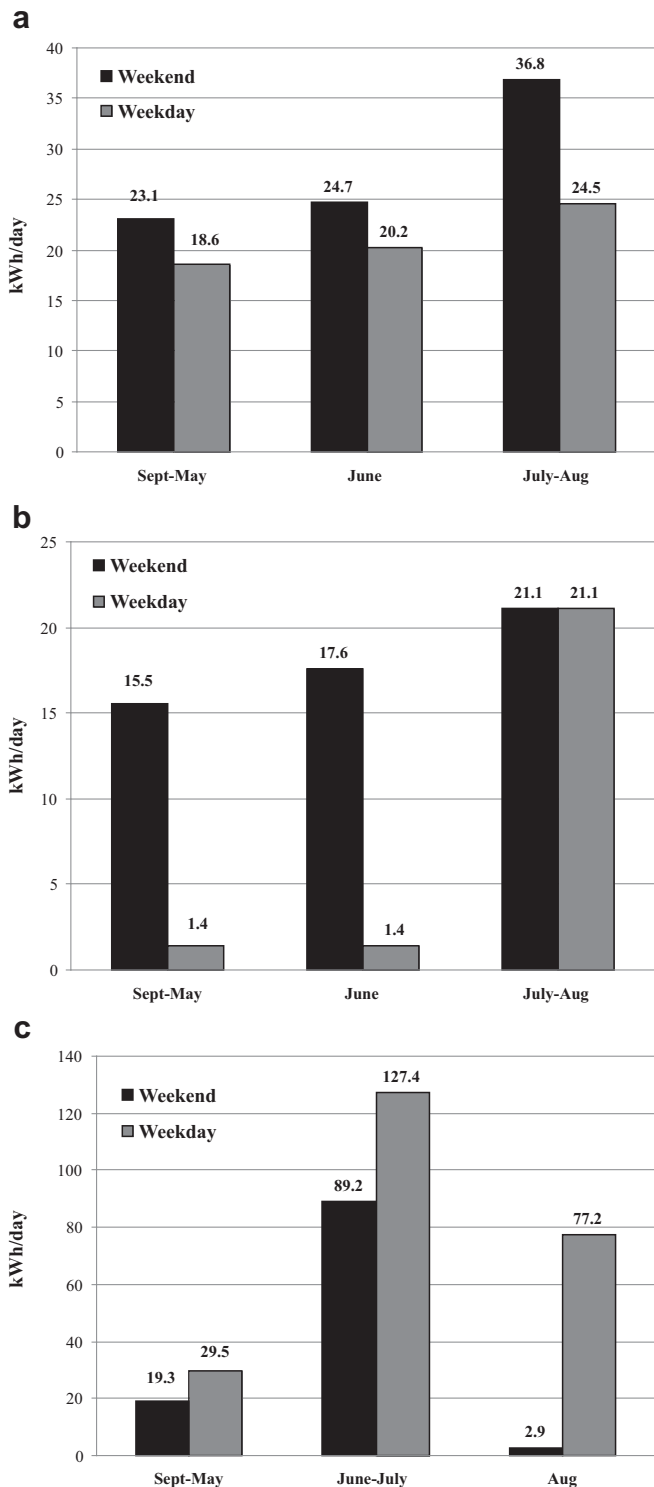 a
40
35
30
25
20
15
10
5
0
kWh/day
Weekend
Weekday
23.1
18.6
24.7
20.2
36.8
24.5
Sept-May
June
July-Aug
b
25
20
15
10
5
0
kWh/day
Weekend
Weekday
15.5
1.4
17.6
1.4
21.1
21.1
Sept-May
June
July-Aug
c
140
120
100
80
60
40
20
0
kWh/day
Weekend
Weekday
19.3
29.5
89.2
127.4
2.9
77.2
Sept-May
June-July
Aug